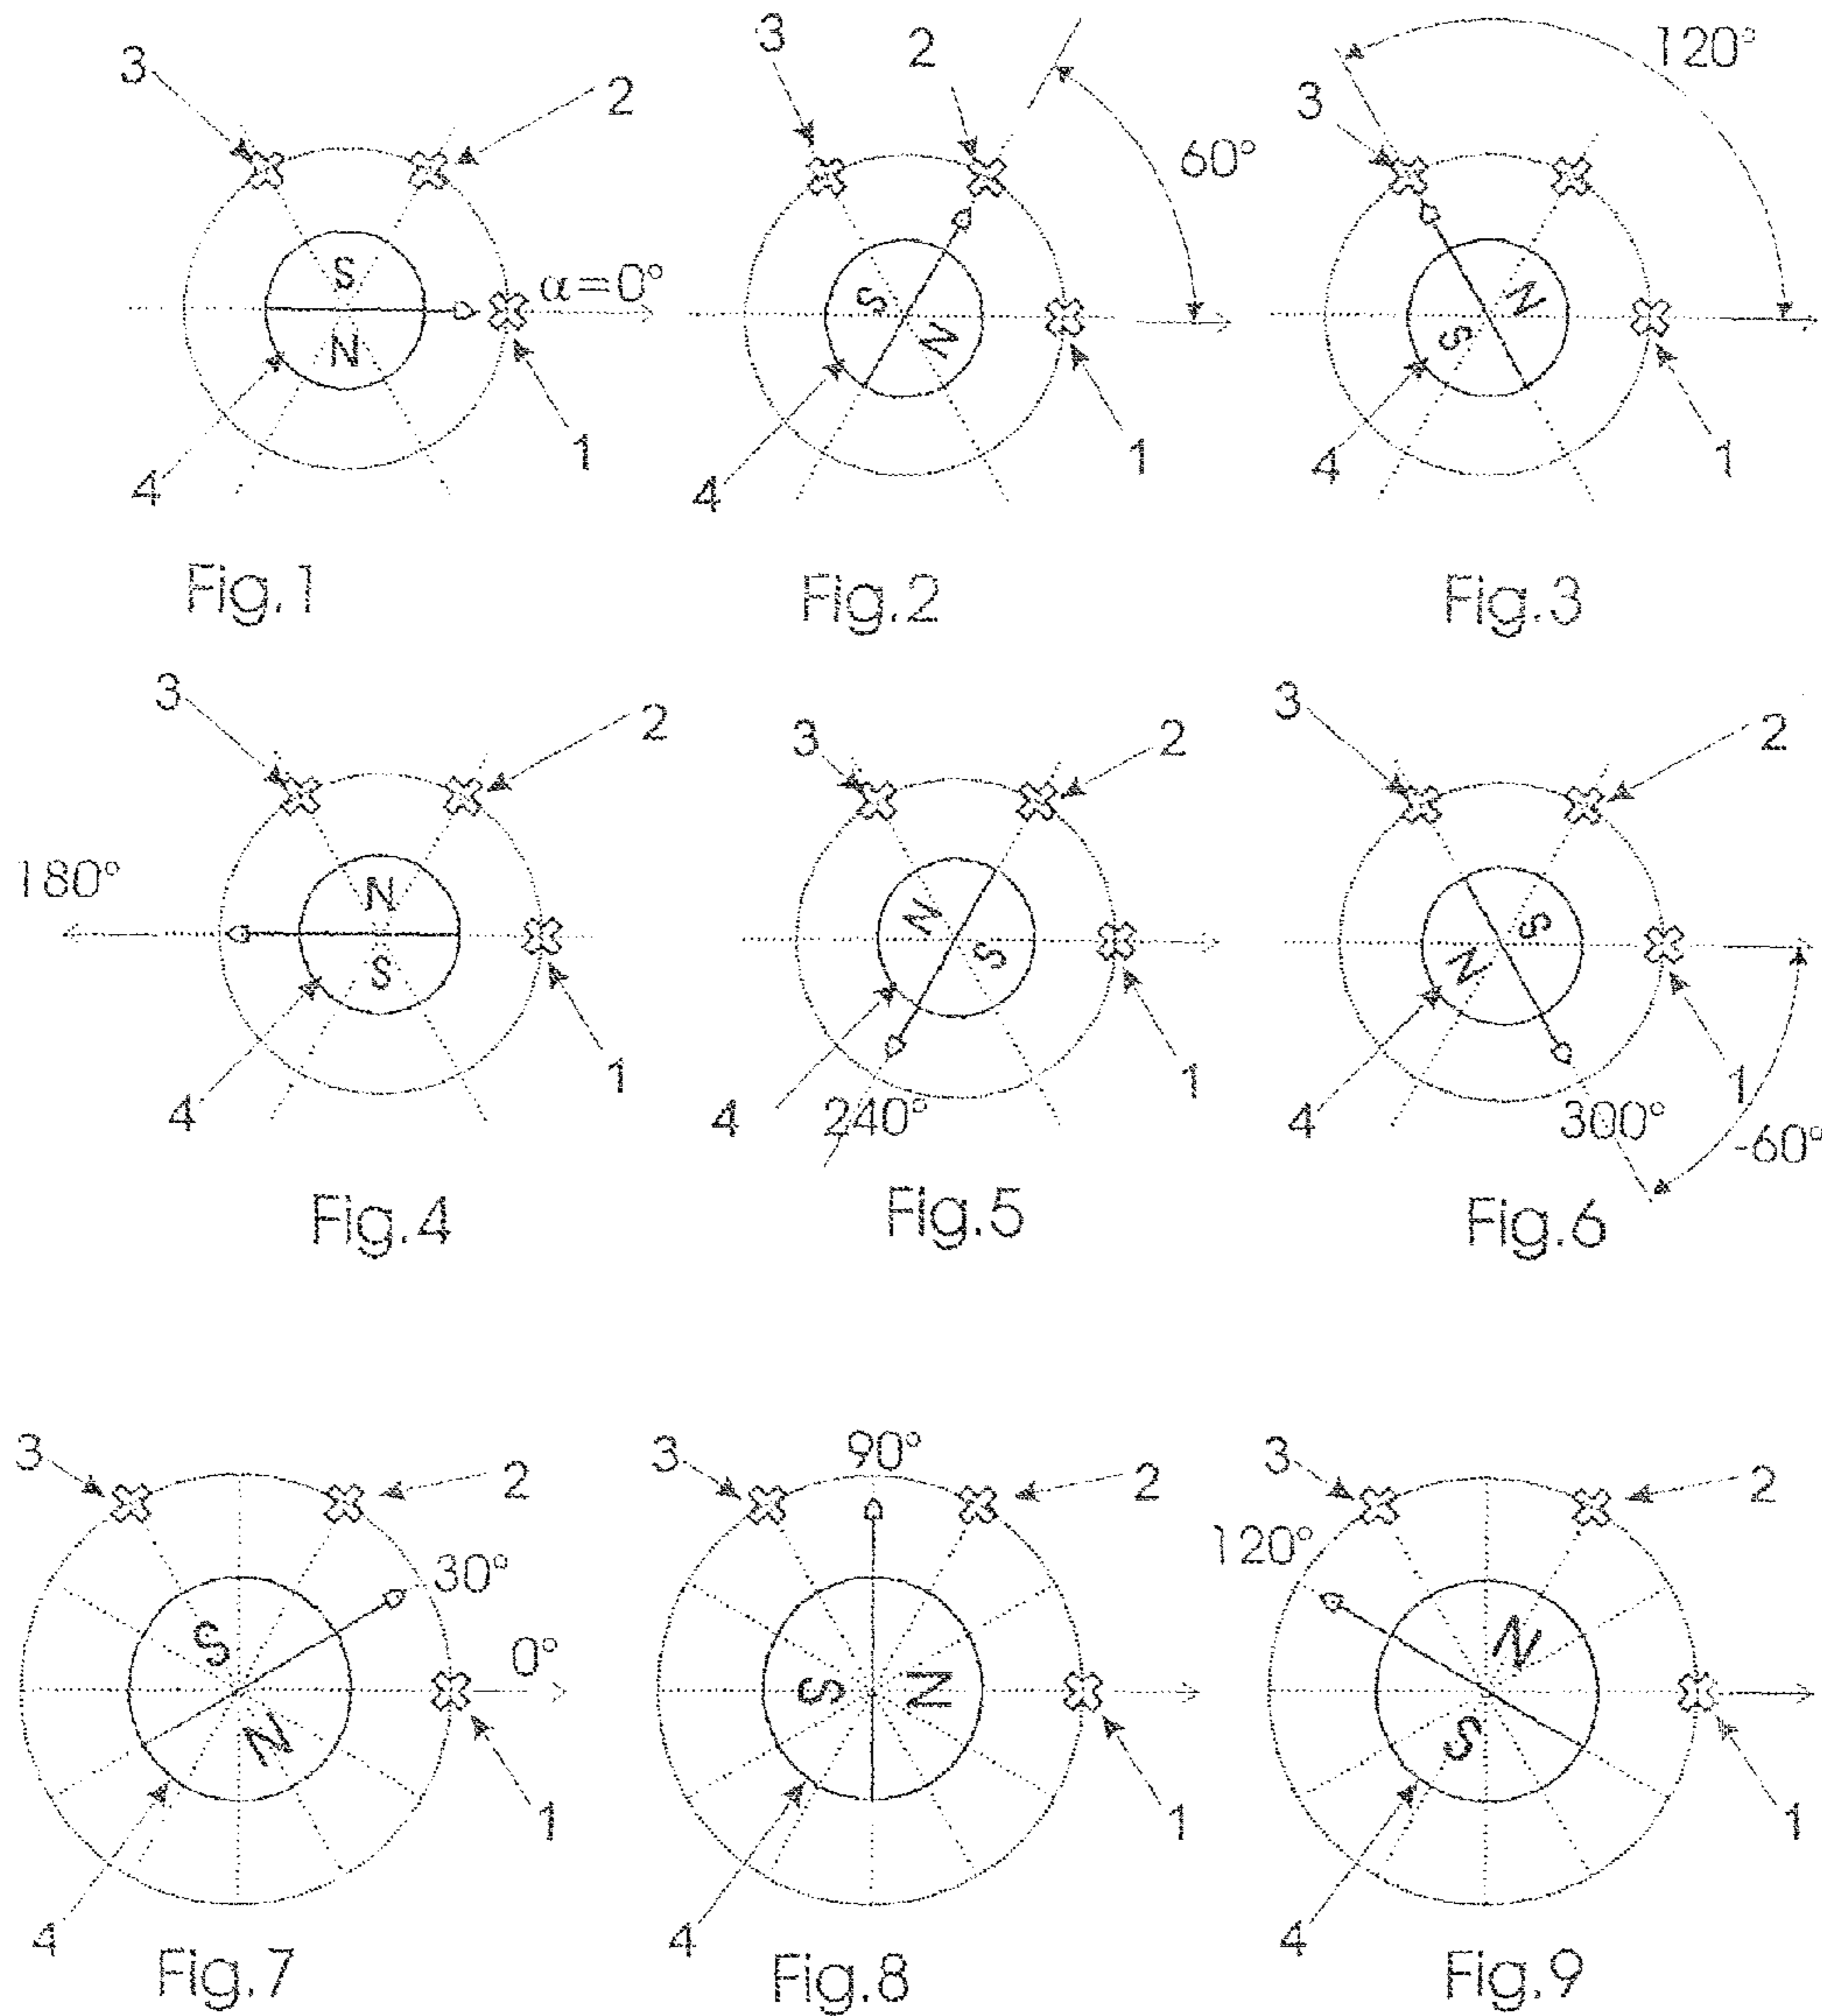 3 2 3 2 3 120°
60°
S N α=0° S N N S
4 1 4 1 4 1
Fig.1 Fig.2 Fig.3
3 2 3 2 3 2
180° N S N S S N
4 1 4 240° 1 4 300° 1 -60°
Fig.4 Fig.5 Fig.6
3 2 3 90° 2 3 2
30° 120°
S N 0° S N N S
4 1 4 1 4 1
Fig.7 Fig.8 Fig.9